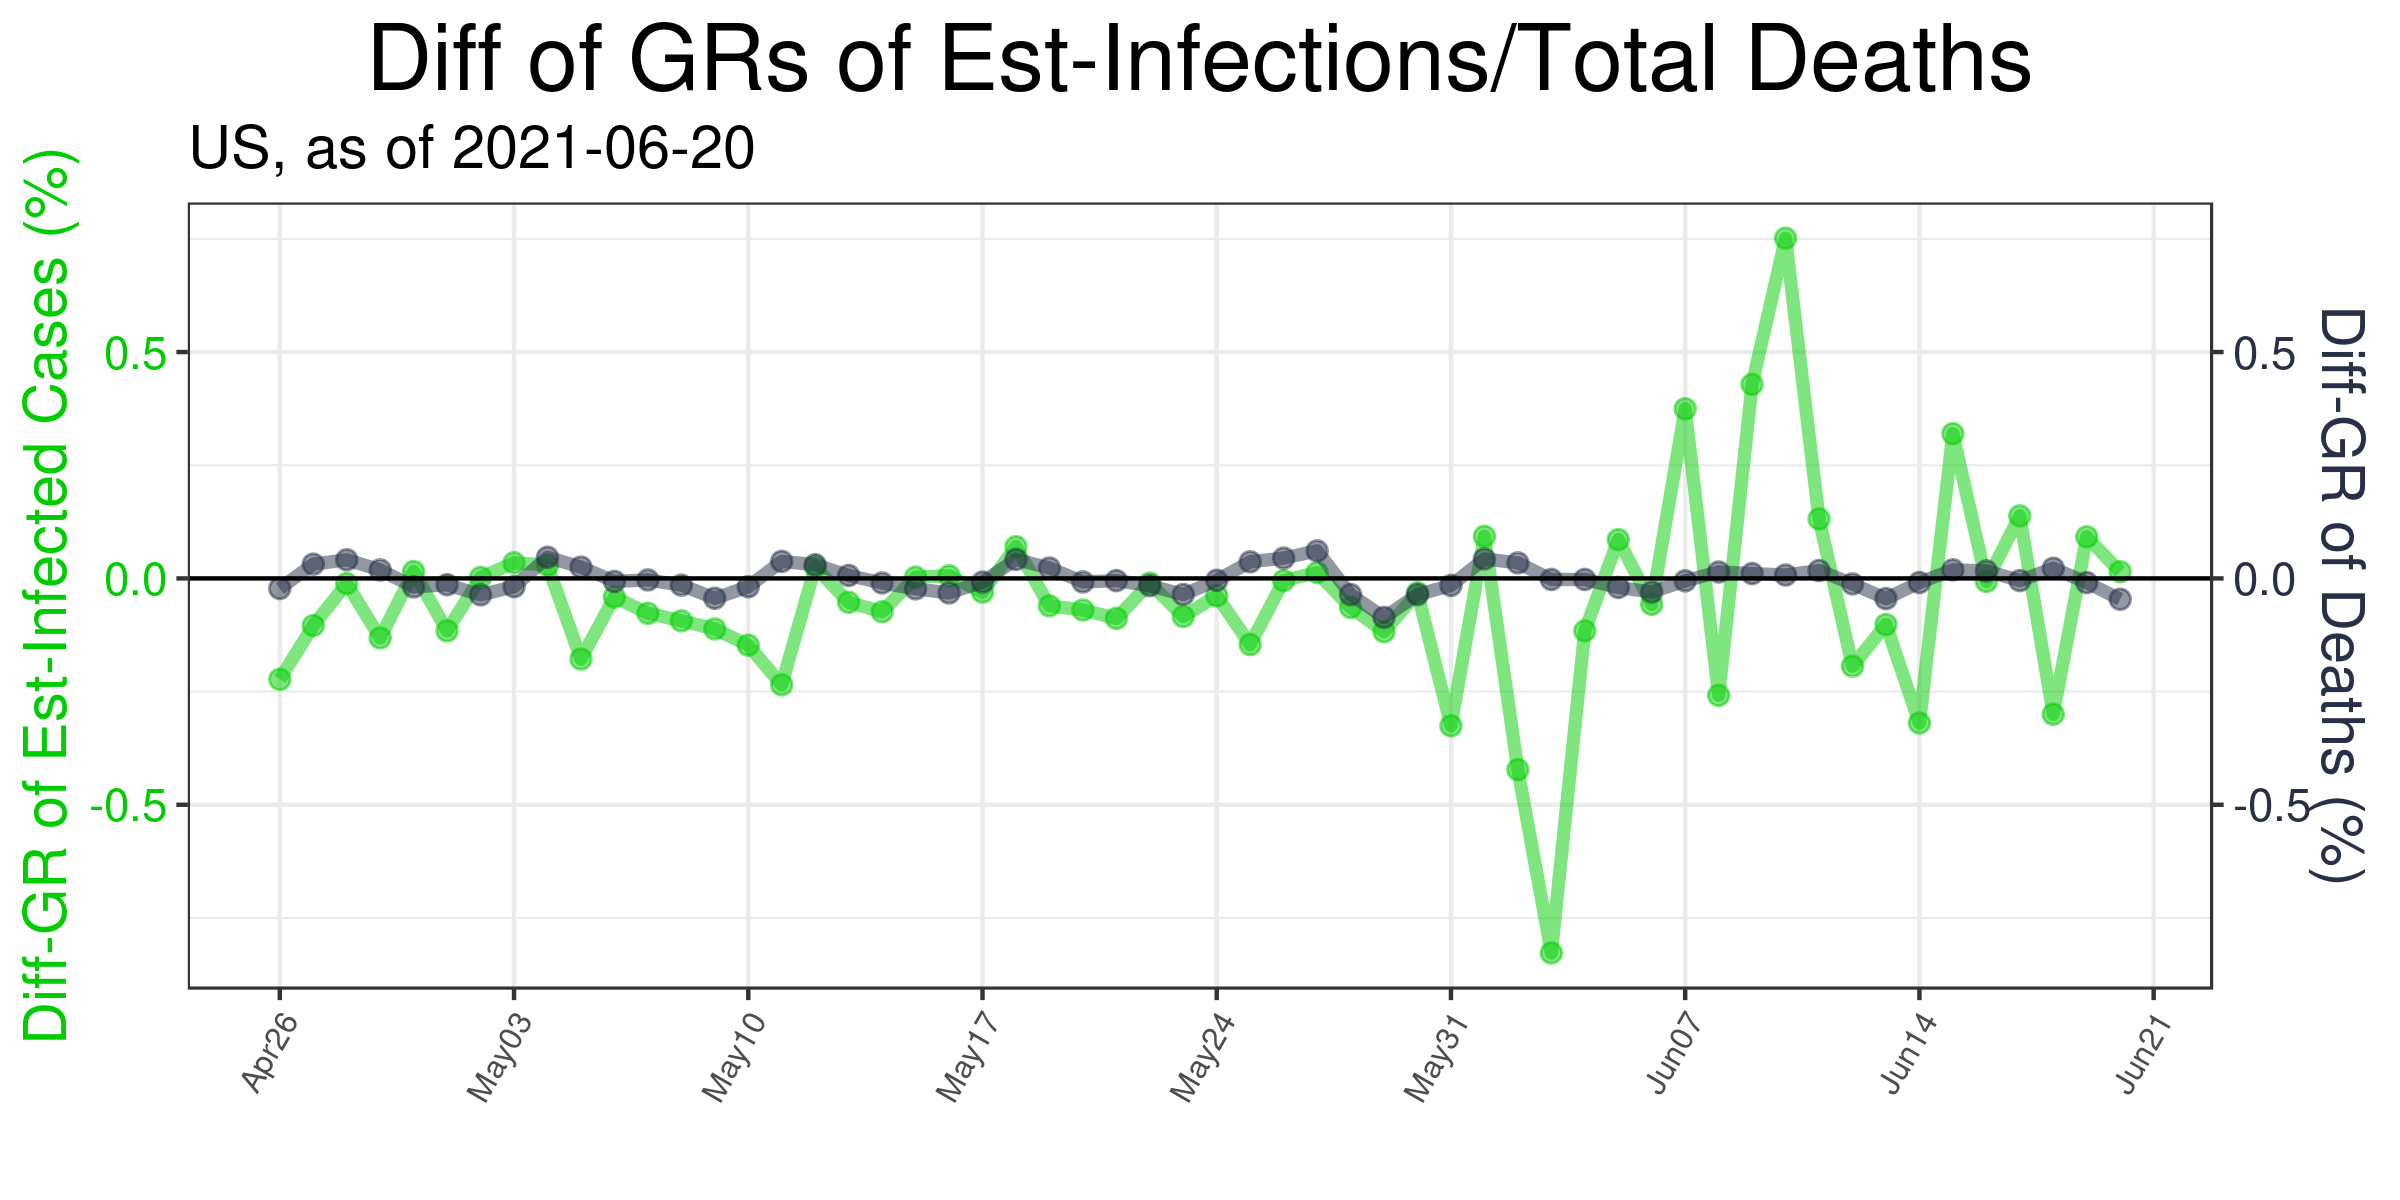 Diff of GRs of Est-Infections/Total Deaths
US, as of 2021-06-20
Diff-GR of Est-Infected Cases (%)
0.5
0.0
-0.5
0.5
0.0
-0.5
Diff-GR of Deaths (%)
Apr26
May03
May10
May17
May24
May31
Jun07
Jun14
Jun21